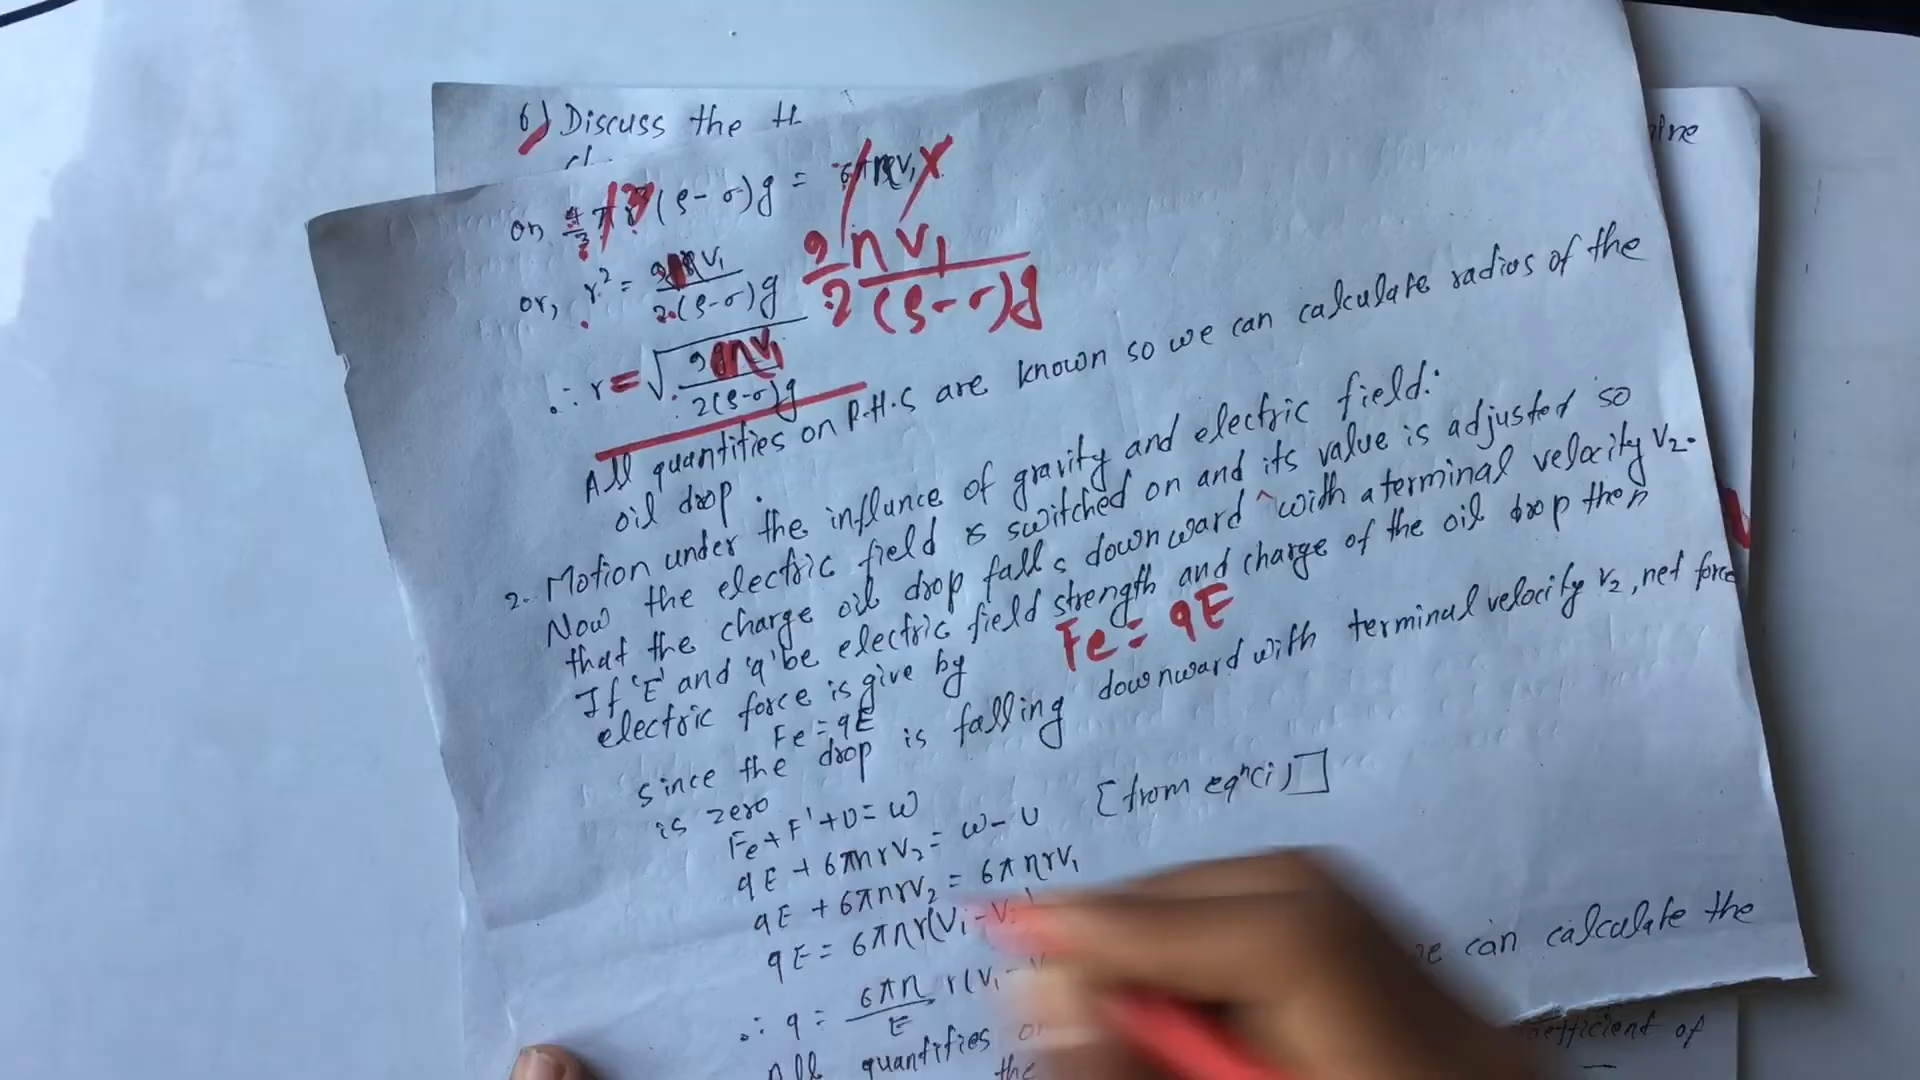 6) Discuss the
or, 4/3 π r³ (ρ-σ)g = 6πηrv₁
or, r² = 9ηv₁ / 2(ρ-σ)g
9/2 ηv₁ / (ρ-σ)g
∴ r = √ 9ηv₁ / 2(ρ-σ)g
All quantities on R.H.S are known so we can calculate radios of the
oil drop.
2. Motion under the influnce of gravity and electric field:
Now the electric field is switched on and its value is adjusted so
that the charge oil drop falls downward ^ with a terminal velocity v₂.
If 'E' and 'q' be electric field strength and charge of the oil drop then
electric force is give by
Fe = qE
Fe = qE
since the drop is falling downward with terminal velocity v₂, net force
is zero
Fe + F' + U = W
qE + 6πηrv₂ = W - U [from eqⁿ(i)]
qE + 6πηrv₂ = 6πηrv₁
qE = 6πηr(v₁-v₂)
∴ q = 6πη/E r(v₁-
we can calculate the
All quantities
coefficient of
the